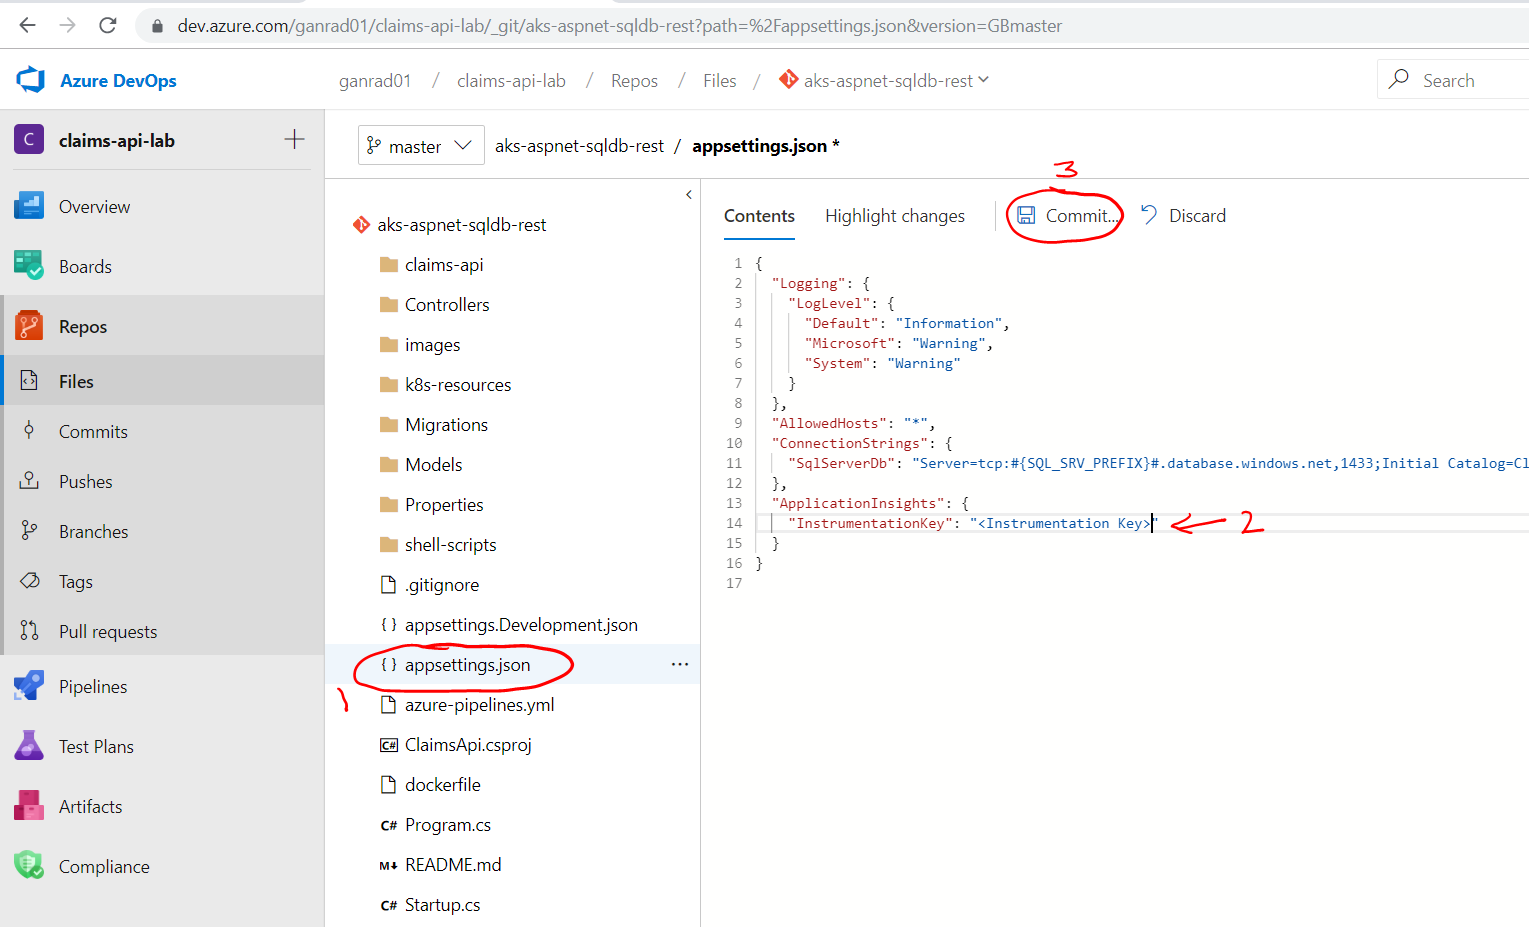 dev.azure.com/ganrad01/claims-api-lab/_git/aks-aspnet-sqldb-rest?path=%2Fappsettings.json&version=GBmaster
Azure DevOps
ganrad01 / claims-api-lab / Repos / Files / aks-aspnet-sqldb-rest
Search
C claims-api-lab
Overview
Boards
Repos
Files
Commits
Pushes
Branches
Tags
Pull requests
Pipelines
Test Plans
Artifacts
Compliance
master aks-aspnet-sqldb-rest / appsettings.json *
aks-aspnet-sqldb-rest
claims-api
Controllers
images
k8s-resources
Migrations
Models
Properties
shell-scripts
.gitignore
{ } appsettings.Development.json
{ } appsettings.json ...
1
azure-pipelines.yml
C# ClaimsApi.csproj
dockerfile
C# Program.cs
M↓ README.md
C# Startup.cs
3
Contents Highlight changes Commit... Discard
1 {
2 "Logging": {
3 "LogLevel": {
4 "Default": "Information",
5 "Microsoft": "Warning",
6 "System": "Warning"
7 }
8 },
9 "AllowedHosts": "*",
10 "ConnectionStrings": {
11 "SqlServerDb": "Server=tcp:#{SQL_SRV_PREFIX}#.database.windows.net,1433;Initial Catalog=Cl
12 },
13 "ApplicationInsights": {
14 "InstrumentationKey": "<Instrumentation Key>" 2
15 }
16 }
17